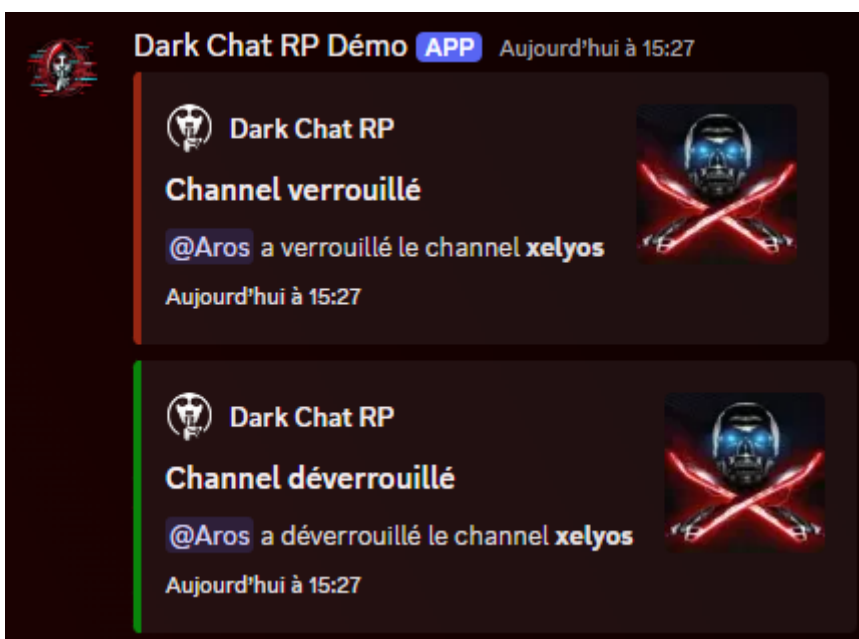 Dark Chat RP Démo APP Aujourd’hui à 15:27
Dark Chat RP
Channel verrouillé
@Aros a verrouillé le channel xelyos
Aujourd’hui à 15:27
Dark Chat RP
Channel déverrouillé
@Aros a déverrouillé le channel xelyos
Aujourd’hui à 15:27